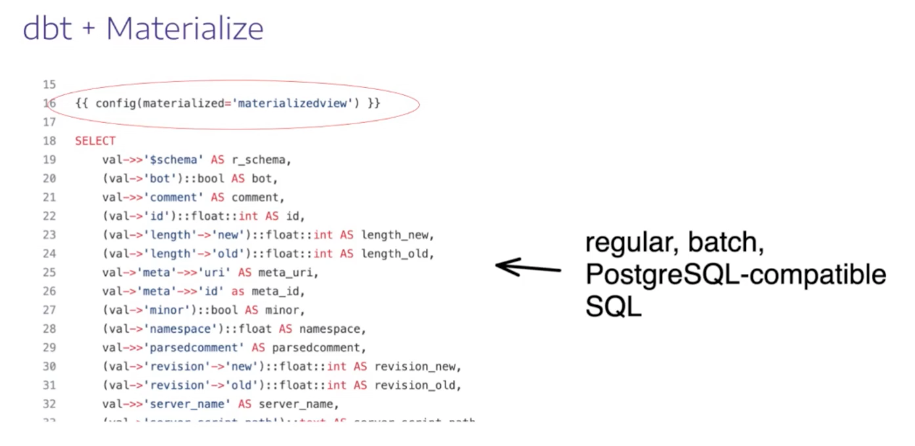 dbt + Materialize
15
16 {{ config(materialized='materializedview') }}
17
18 SELECT
19 val->>'$schema' AS r_schema,
20 (val->'bot')::bool AS bot,
21 val->>'comment' AS comment,
22 (val->'id')::float::int AS id,
23 (val->'length'->'new')::float::int AS length_new,
24 (val->'length'->'old')::float::int AS length_old,
25 val->'meta'->>'uri' AS meta_uri,
26 val->'meta'->>'id' as meta_id,
27 (val->'minor')::bool AS minor,
28 (val->'namespace')::float AS namespace,
29 val->>'parsedcomment' AS parsedcomment,
30 (val->'revision'->'new')::float::int AS revision_new,
31 (val->'revision'->'old')::float::int AS revision_old,
32 val->>'server_name' AS server_name,
regular, batch,
PostgreSQL-compatible
SQL